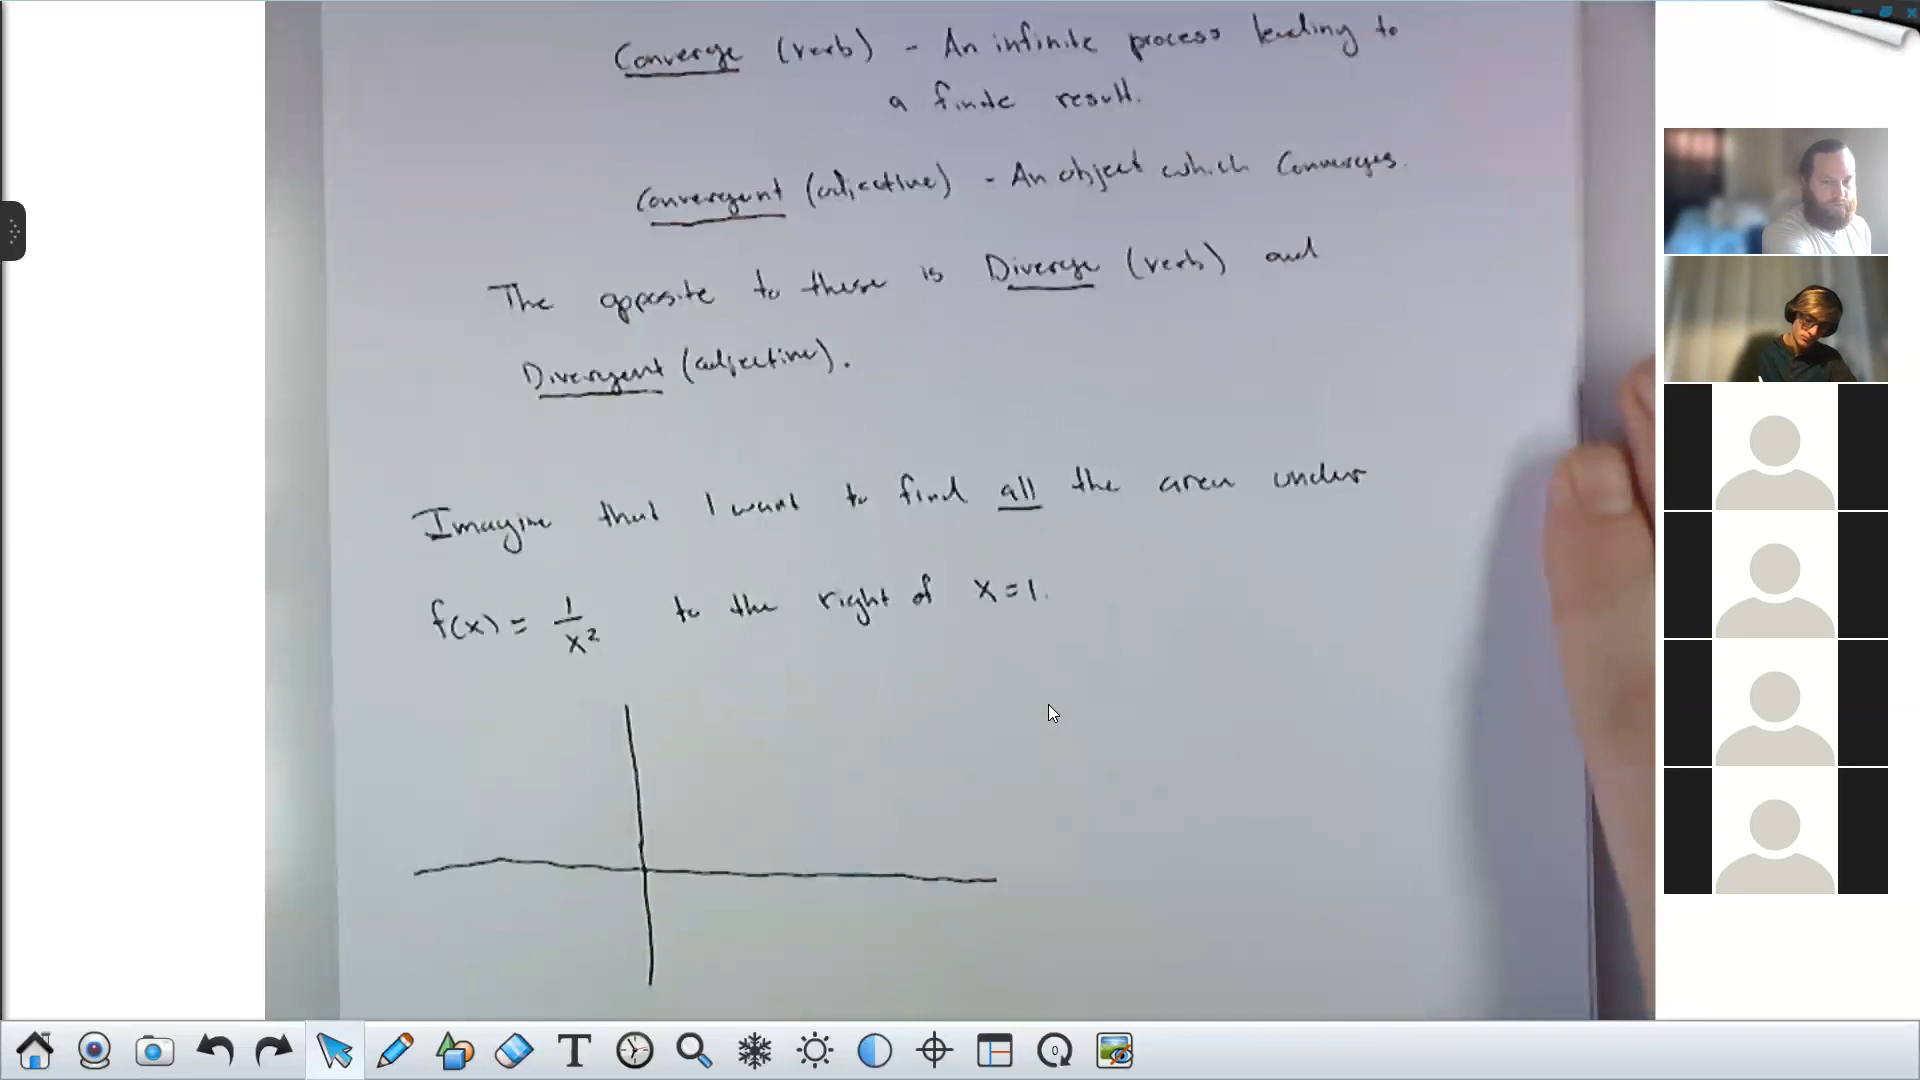 Converge (verb) - An infinite process leading to
a finite result.
Convergent (adjective) - An object which converges.
The opposite to these is Diverge (verb) and
Divergent (adjective).
Imagine that I want to find all the area under
f(x) = 1/x² to the right of x = 1.
T
0